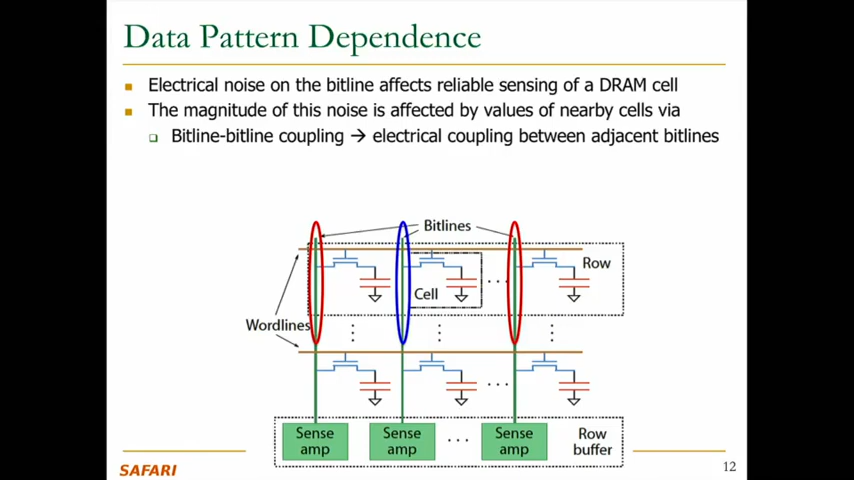 Data Pattern Dependence
Electrical noise on the bitline affects reliable sensing of a DRAM cell
The magnitude of this noise is affected by values of nearby cells via
Bitline-bitline coupling → electrical coupling between adjacent bitlines
Bitlines
Row
Cell
Wordlines
Sense
amp
Sense
amp
Sense
amp
Row
buffer
SAFARI
12